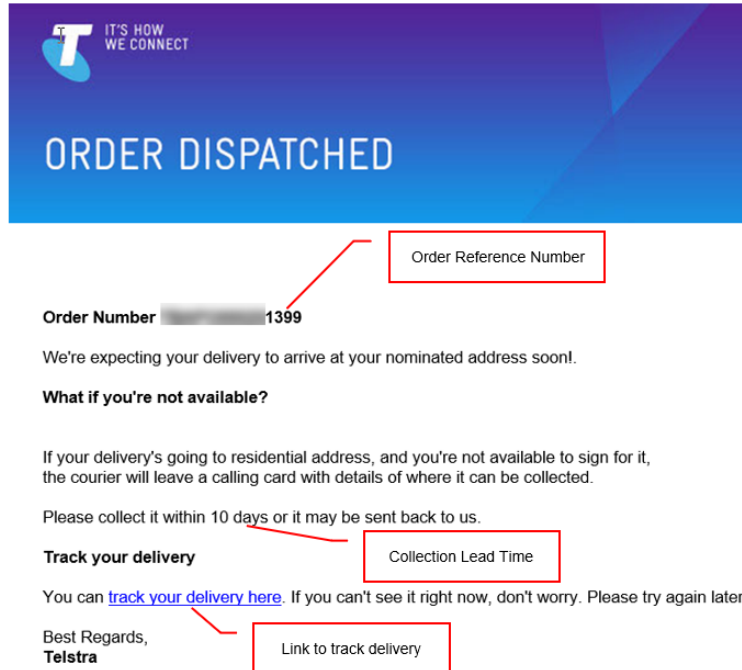 IT'S HOW
WE CONNECT
ORDER DISPATCHED
Order Reference Number
Order Number 1399
We're expecting your delivery to arrive at your nominated address soon!.
What if you're not available?
If your delivery's going to residential address, and you're not available to sign for it,
the courier will leave a calling card with details of where it can be collected.
Please collect it within 10 days or it may be sent back to us.
Track your delivery
Collection Lead Time
You can track your delivery here. If you can't see it right now, don't worry. Please try again later
Best Regards,
Telstra
Link to track delivery